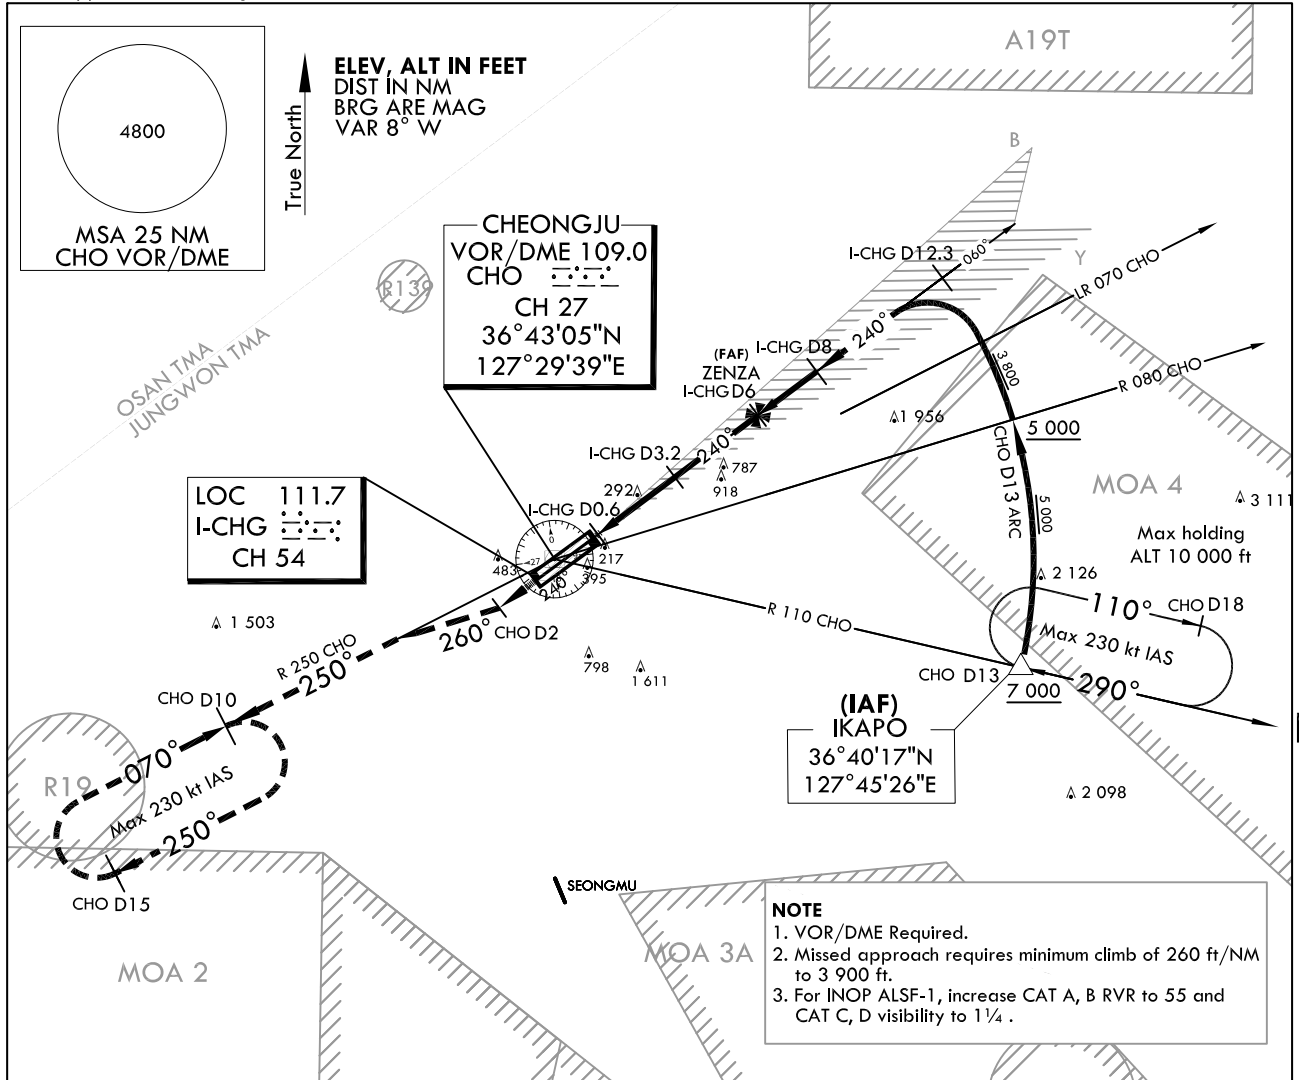 A19T
4800
MSA 25 NM
CHO VOR/DME
True North
ELEV, ALT IN FEET
DIST IN NM
BRG ARE MAG
VAR 8° W
B
Y
CHEONGJU
VOR/DME 109.0
CHO
CH 27
36°43'05"N
127°29'39"E
R139
OSAN TMA
JUNGWON TMA
I-CHG D12.3
060°
LR 070 CHO
240°
I-CHG D8
(FAF)
ZENZA
I-CHG D6
3 800
R 080 CHO
1 956
5 000
CHO D13 ARC
5 000
MOA 4
3 111
Max holding
ALT 10 000 ft
240°
I-CHG D3.2
787
918
292
I-CHG D0.6
LOC 111.7
I-CHG
CH 54
0
27
483
217
395
240°
2 126
110°
CHO D18
Max 230 kt IAS
R 110 CHO
CHO D13
290°
7 000
(IAF)
IKAPO
36°40'17"N
127°45'26"E
1 503
260°
CHO D2
R 250 CHO
250°
798
1 611
CHO D10
070°
R19
Max 230 kt IAS
250°
CHO D15
2 098
SEONGMU
MOA 2
MOA 3A
NOTE
1. VOR/DME Required.
2. Missed approach requires minimum climb of 260 ft/NM
to 3 900 ft.
3. For INOP ALSF-1, increase CAT A, B RVR to 55 and
CAT C, D visibility to 1¼ .